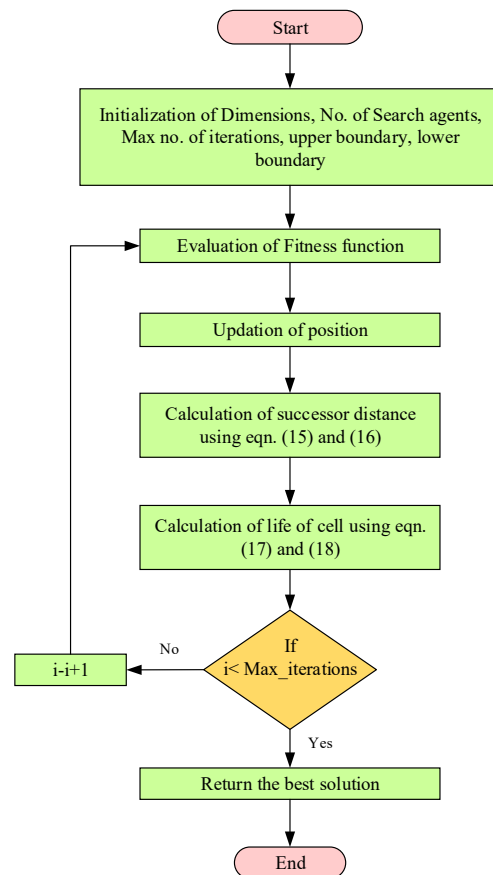 Start
Initialization of Dimensions, No. of Search agents,
Max no. of iterations, upper boundary, lower
boundary
Evaluation of Fitness function
Updation of position
Calculation of successor distance
using eqn. (15) and (16)
Calculation of life of cell using eqn.
(17) and (18)
If
i< Max_iterations
No
i-i+1
Yes
Return the best solution
End